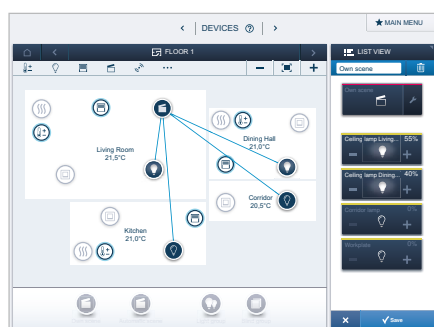 DEVICES
MAIN MENU
FLOOR 1
LIST VIEW
Own scene
Own scene
Living Room
21,5°C
Dining Hall
21,0°C
Corridor
20,5°C
Kitchen
21,0°C
Ceiling lamp Living... 55%
Ceiling lamp Dining... 40%
Corridor lamp 0%
Workplace 0%
Save